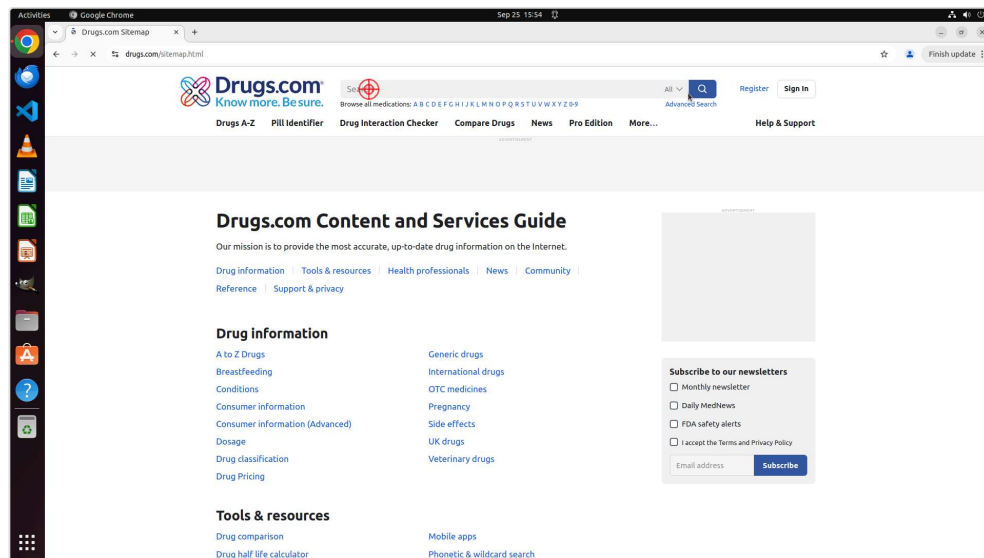 Activities Google Chrome Sep 25 15:54
Drugs.com Sitemap
drugs.com/sitemap.html Finish update
Drugs.com
Know more. Be sure.
All
Register Sign In
Browse all medications: A B C D E F G H I J K L M N O P Q R S T U V W X Y Z 0-9
Advanced Search
Drugs A-Z Pill Identifier Drug Interaction Checker Compare Drugs News Pro Edition More... Help & Support
ADVERTISEMENT
Drugs.com Content and Services Guide
ADVERTISEMENT
Our mission is to provide the most accurate, up-to-date drug information on the Internet.
Drug information Tools & resources Health professionals News Community
Reference Support & privacy
Drug information
A to Z Drugs
Breastfeeding
Conditions
Consumer information
Consumer information (Advanced)
Dosage
Drug classification
Drug Pricing
Generic drugs
International drugs
OTC medicines
Pregnancy
Side effects
UK drugs
Veterinary drugs
Subscribe to our newsletters
Monthly newsletter
Daily MedNews
FDA safety alerts
I accept the Terms and Privacy Policy
Email address Subscribe
Tools & resources
Drug comparison
Drug half life calculator
Mobile apps
Phonetic & wildcard search